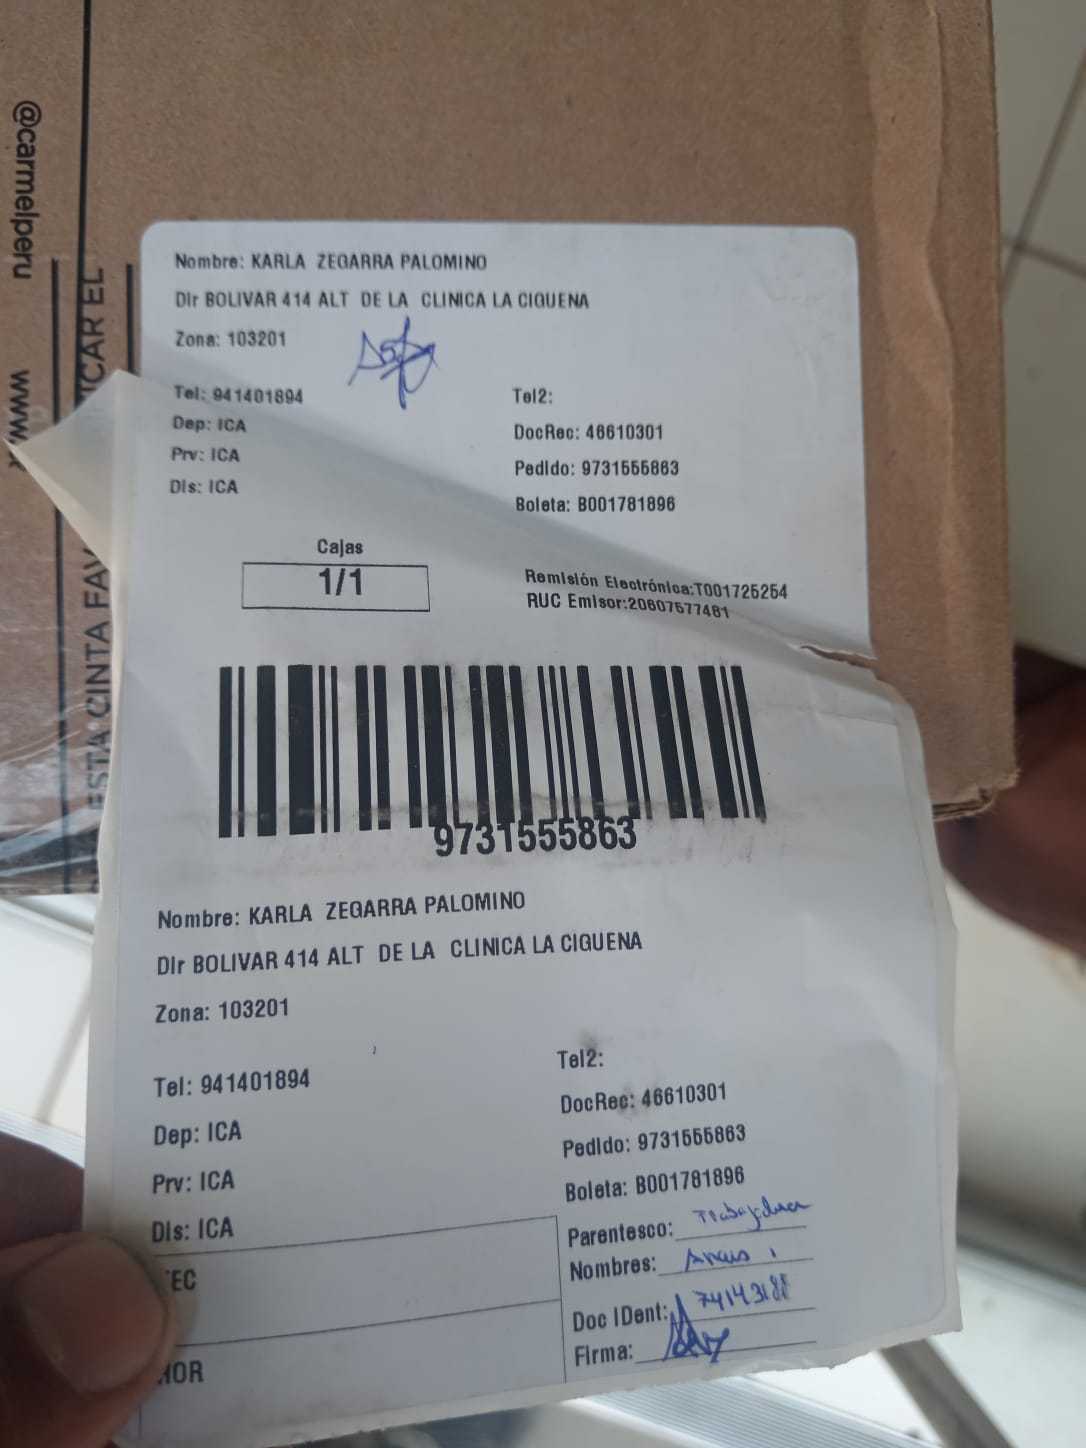 @carmelperu
www.
ICAR EL
ESTA CINTA FAV
Nombre: KARLA ZEGARRA PALOMINO
Dir BOLIVAR 414 ALT DE LA CLINICA LA CIGUENA
Zona: 103201
Tel: 941401894
Tel2:
Dep: ICA
DocRec: 46610301
Prv: ICA
Pedido: 9731555863
Dis: ICA
Boleta: B001781896
Cajas
1/1
Remisión Electrónica:T001725254
RUC Emisor:20607577481
9731555863
Nombre: KARLA ZEGARRA PALOMINO
Dir BOLIVAR 414 ALT DE LA CLINICA LA CIGUENA
Zona: 103201
Tel: 941401894
Tel2:
Dep: ICA
DocRec: 46610301
Prv: ICA
Pedido: 9731555863
Dis: ICA
Boleta: B001781896
Parentesco: Trabajadora
EC
Nombres: Anais
Doc IDent: 74143188
HOR
Firma: